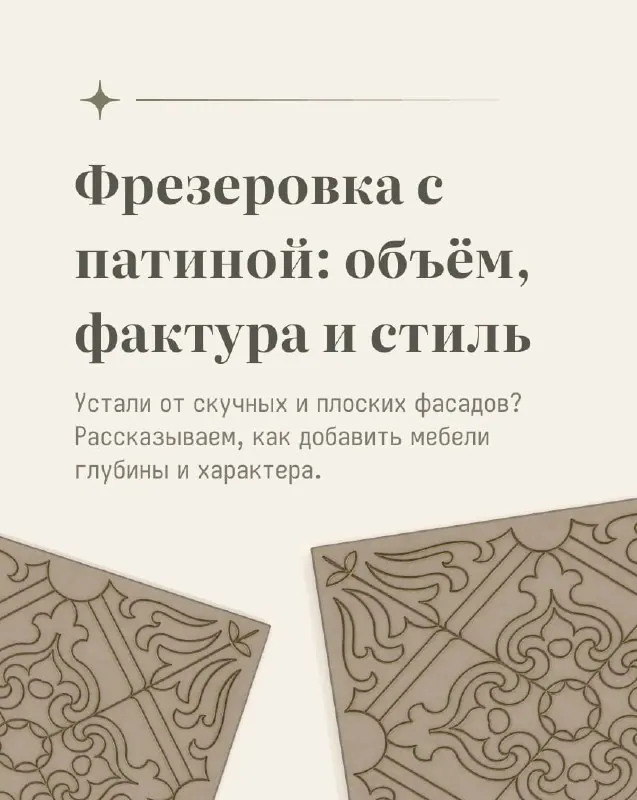 Фрезеровка с
патиной: объём,
фактура и стиль
Устали от скучных и плоских фасадов?
Рассказываем, как добавить мебели
глубины и характера.